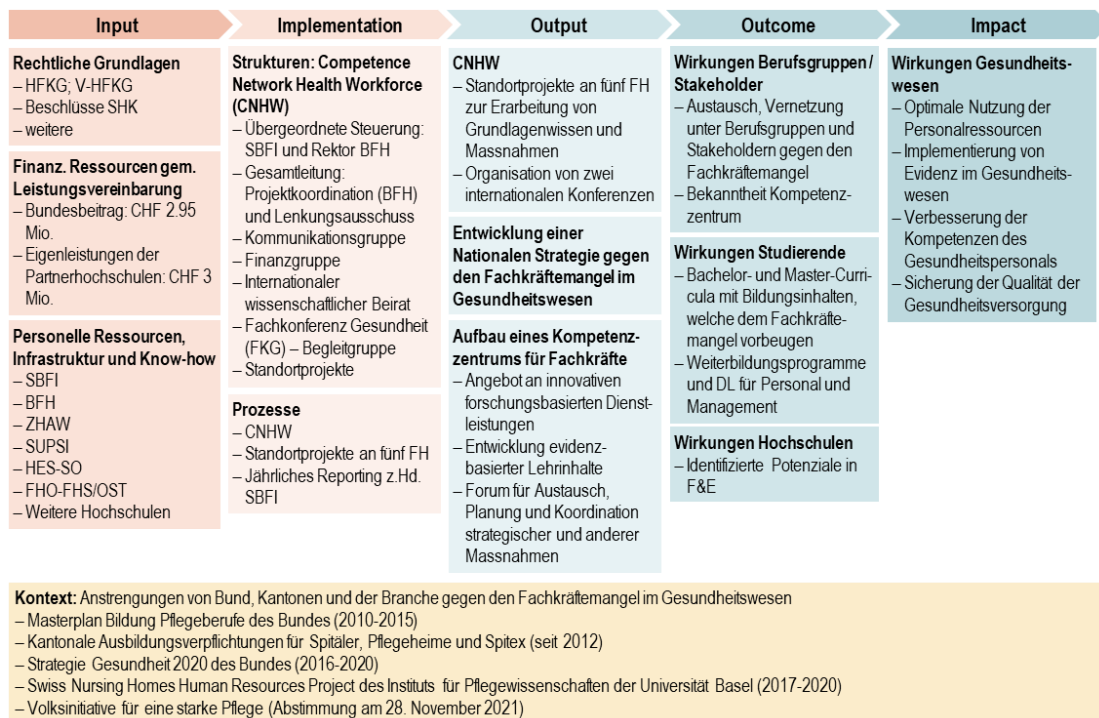 Input
Rechtliche Grundlagen
– HFKG; V-HFKG
– Beschlüsse SHK
– weitere
Finanz. Ressourcen gem.
Leistungsvereinbarung
– Bundesbeitrag: CHF 2.95
Mio.
– Eigenleistungen der
Partnerhochschulen: CHF 3
Mio.
Personelle Ressourcen,
Infrastruktur und Know-how
– SBFI
– BFH
– ZHAW
– SUPSI
– HES-SO
– FHO-FHS/OST
– Weitere Hochschulen
Implementation
Strukturen: Competence
Network Health Workforce
(CNHW)
– Übergeordnete Steuerung:
SBFI und Rektor BFH
– Gesamtleitung:
Projektkoordination (BFH)
und Lenkungsausschuss
– Kommunikationsgruppe
– Finanzgruppe
– Internationaler
wissenschaftlicher Beirat
– Fachkonferenz Gesundheit
(FKG) – Begleitgruppe
– Standortprojekte
Prozesse
– CNHW
– Standortprojekte an fünf FH
– Jährliches Reporting z.Hd.
SBFI
Output
CNHW
– Standortprojekte an fünf FH
zur Erarbeitung von
Grundlagenwissen und
Massnahmen
– Organisation von zwei
internationalen Konferenzen
Entwicklung einer
Nationalen Strategie gegen
den Fachkräftemangel im
Gesundheitswesen
Aufbau eines Kompetenz-
zentrums für Fachkräfte
– Angebot an innovativen
forschungsbasierten Dienst-
leistungen
– Entwicklung evidenz-
basierter Lehrinhalte
– Forum für Austausch,
Planung und Koordination
strategischer und anderer
Massnahmen
Outcome
Wirkungen Berufsgruppen /
Stakeholder
– Austausch, Vernetzung
unter Berufsgruppen und
Stakeholdern gegen den
Fachkräftemangel
– Bekanntheit Kompetenz-
zentrum
Wirkungen Studierende
– Bachelor- und Master-Curri-
cula mit Bildungsinhalten,
welche dem Fachkräfte-
mangel vorbeugen
– Weiterbildungsprogramme
und DL für Personal und
Management
Wirkungen Hochschulen
– Identifizierte Potenziale in
F&E
Impact
Wirkungen Gesundheits-
wesen
– Optimale Nutzung der
Personalressourcen
– Implementierung von
Evidenz im Gesundheits-
wesen
– Verbesserung der
Kompetenzen des
Gesundheitspersonals
– Sicherung der Qualität der
Gesundheitsversorgung
Kontext: Anstrengungen von Bund, Kantonen und der Branche gegen den Fachkräftemangel im Gesundheitswesen
– Masterplan Bildung Pflegeberufe des Bundes (2010-2015)
– Kantonale Ausbildungsverpflichtungen für Spitäler, Pflegeheime und Spitex (seit 2012)
– Strategie Gesundheit 2020 des Bundes (2016-2020)
– Swiss Nursing Homes Human Resources Project des Instituts für Pflegewissenschaften der Universität Basel (2017-2020)
– Volksinitiative für eine starke Pflege (Abstimmung am 28. November 2021)